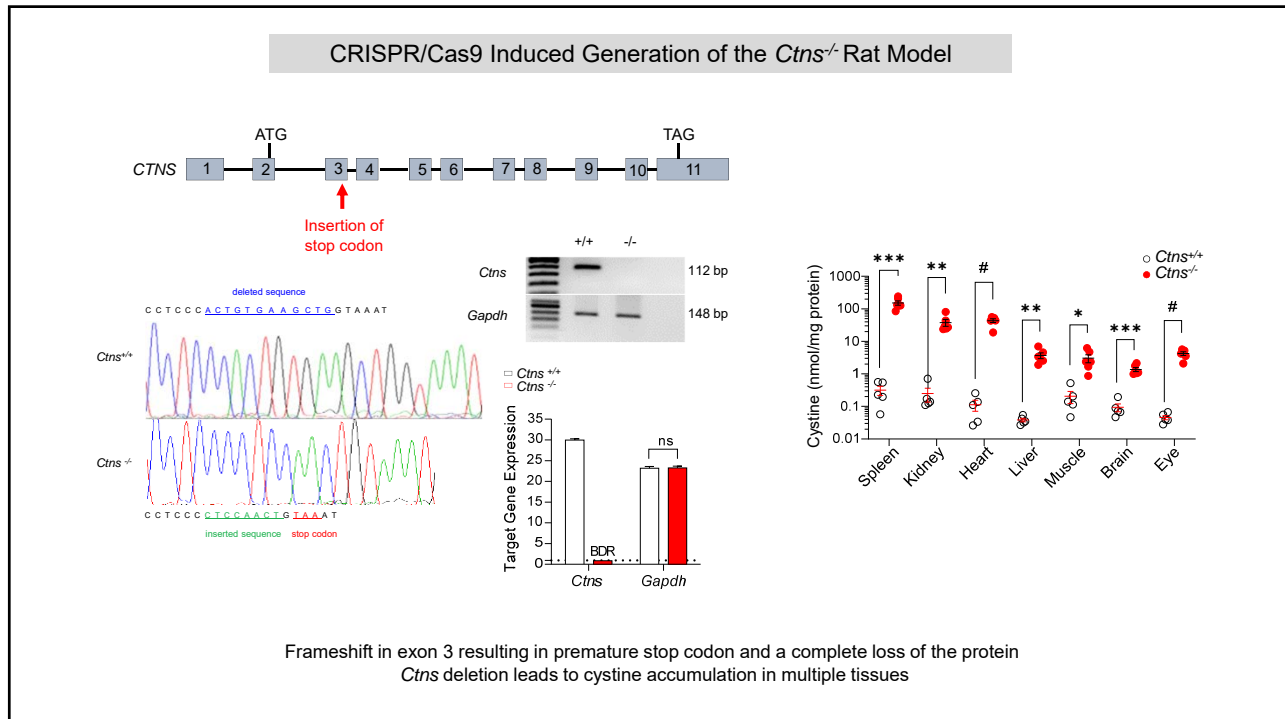 CRISPR/Cas9 Induced Generation of the Ctns-/- Rat Model
ATG
TAG
CTNS
1
2
3
4
5
6
7
8
9
10
11
Insertion of
stop codon
deleted sequence
CCTCCCACTGTGAAGCTGGTAAAT
Ctns+/+
Ctns -/-
CCTCCCCTCCAACTGTAAAT
inserted sequence
stop codon
+/+
-/-
Ctns
112 bp
Gapdh
148 bp
Ctns +/+
Ctns -/-
Target Gene Expression
35
30
25
20
15
10
5
0
BDR
ns
Ctns
Gapdh
Ctns+/+
Ctns-/-
Cystine (nmol/mg protein)
1000
100
10
1
0.1
0.01
***
**
#
**
*
***
#
Spleen
Kidney
Heart
Liver
Muscle
Brain
Eye
Frameshift in exon 3 resulting in premature stop codon and a complete loss of the protein
Ctns deletion leads to cystine accumulation in multiple tissues